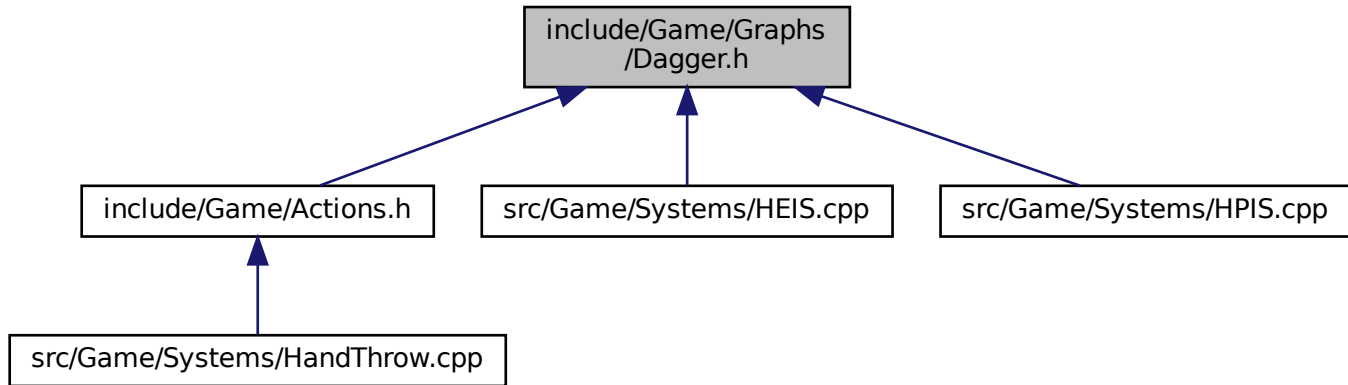 include/Game/Graphs
/Dagger.h
include/Game/Actions.h
src/Game/Systems/HEIS.cpp
src/Game/Systems/HPIS.cpp
src/Game/Systems/HandThrow.cpp